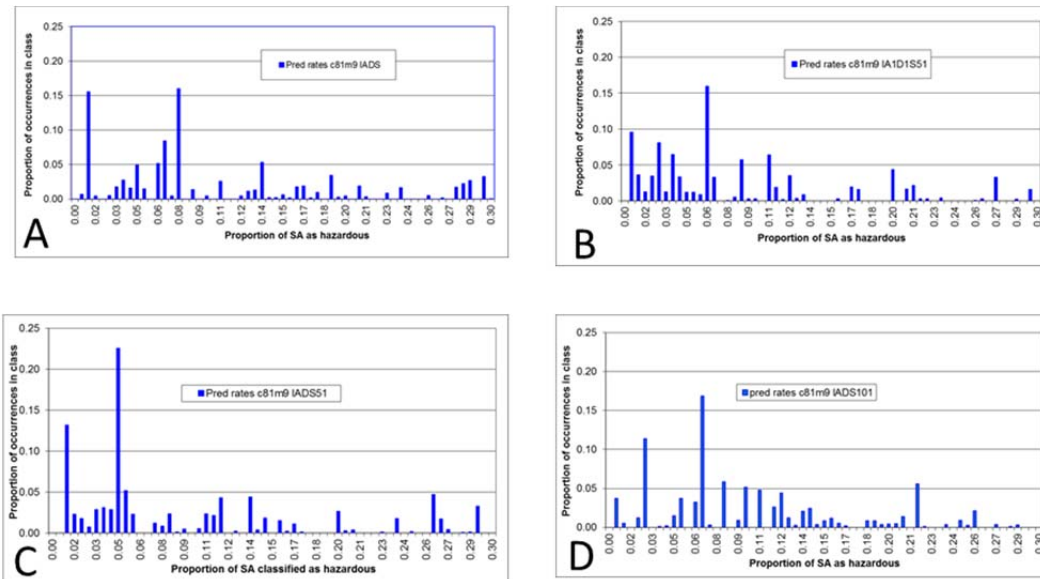 0.25
0.20
0.15
0.10
0.05
0.00
Proportion of occurrences in class
Pred rates c81m9 IADS
0.00 0.02 0.03 0.05 0.06 0.08 0.09 0.11 0.12 0.14 0.15 0.17 0.18 0.20 0.21 0.23 0.24 0.26 0.27 0.29 0.30
Proportion of SA as hazardous
A
0.25
0.20
0.15
0.10
0.05
0.00
Proportion of occurrences in class
Pred rates c81m9 IA1D1S51
0.00 0.02 0.03 0.05 0.06 0.08 0.09 0.11 0.12 0.14 0.15 0.17 0.18 0.20 0.21 0.23 0.24 0.26 0.27 0.29 0.30
Proportion of SA as hazardous
B
0.25
0.20
0.15
0.10
0.05
0.00
Proportion of occurrences in class
Pred rates c81m9 IADS51
0.00 0.02 0.03 0.05 0.06 0.08 0.09 0.11 0.12 0.14 0.15 0.17 0.18 0.20 0.21 0.23 0.24 0.26 0.27 0.29 0.30
Proportion of SA classified as hazardous
C
0.25
0.20
0.15
0.10
0.05
0.00
Proportion of occurrences in class
pred rates c81m9 IADS101
0.00 0.02 0.03 0.05 0.06 0.08 0.09 0.11 0.12 0.14 0.15 0.17 0.18 0.20 0.21 0.23 0.24 0.26 0.27 0.29 0.30
Proportion of SA as hazardous
D